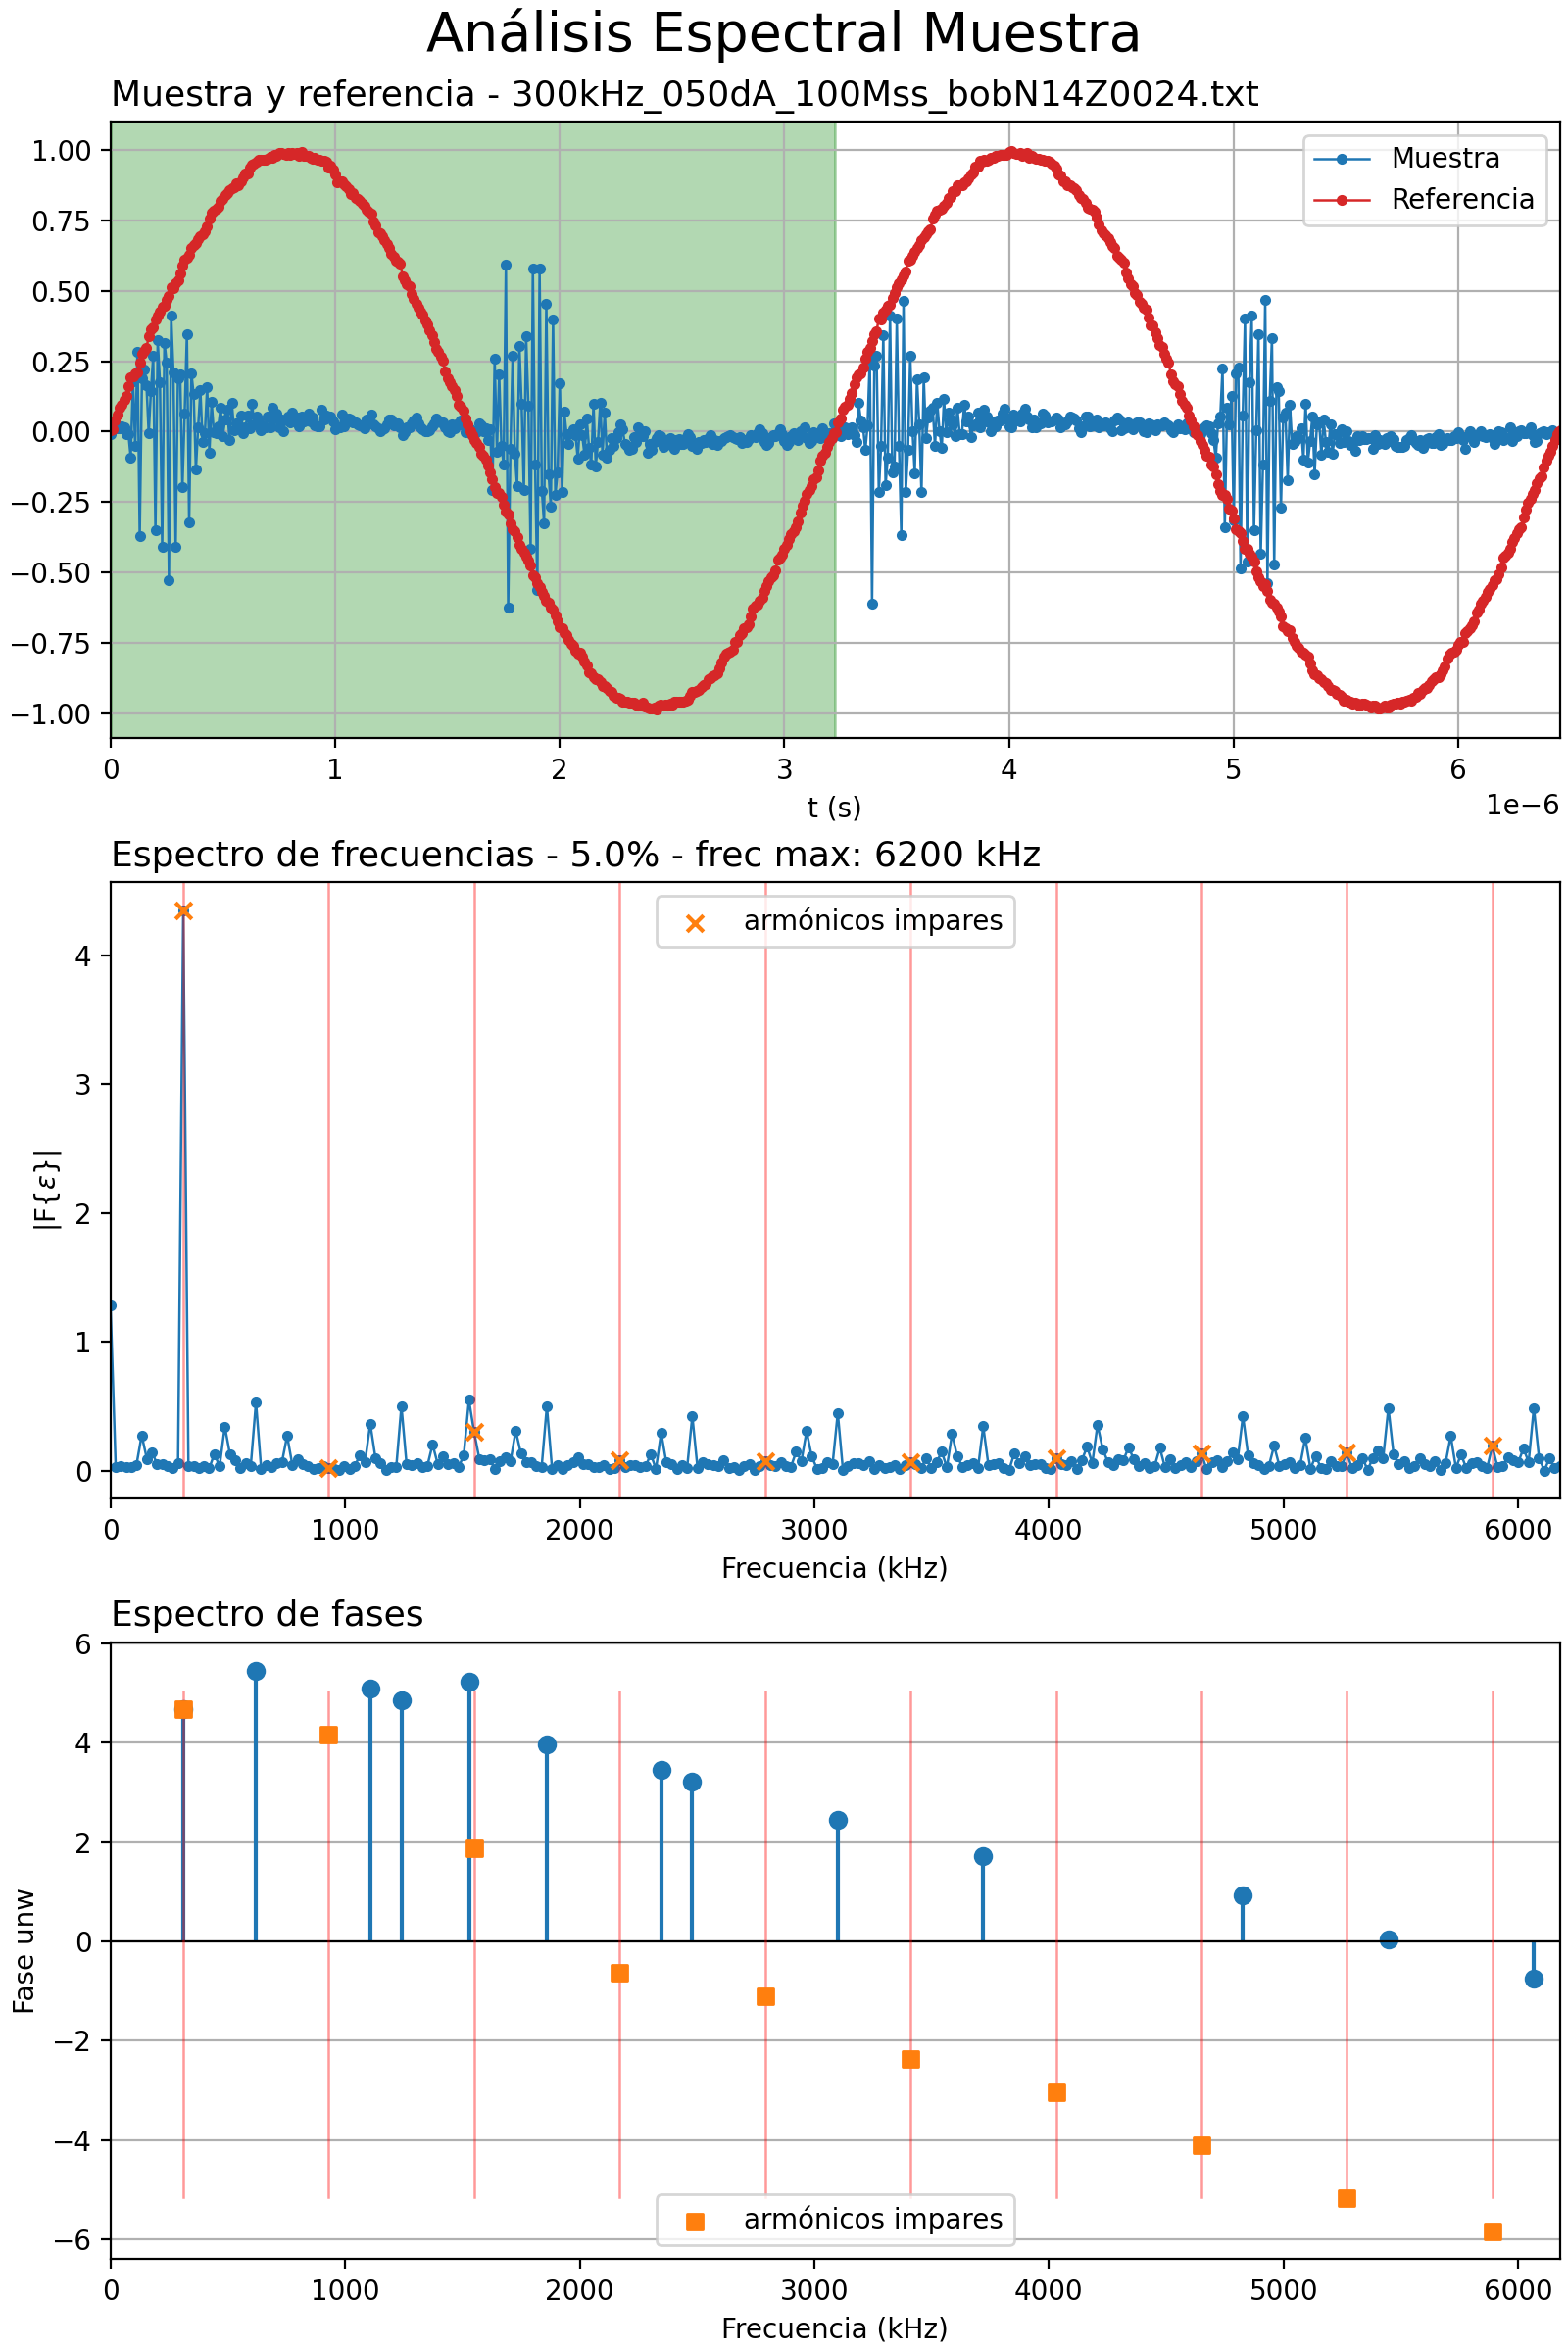 Análisis Espectral Muestra
Muestra y referencia - 300kHz_050dA_100Mss_bobN14Z0024.txt
1.00
0.75
0.50
0.25
0.00
−0.25
−0.50
−0.75
−1.00
Muestra
Referencia
0 1 2 3 4 5 6
t (s)
1e−6
Espectro de frecuencias - 5.0% - frec max: 6200 kHz
armónicos impares
4
3
2
1
0
|F{ε}|
0 1000 2000 3000 4000 5000 6000
Frecuencia (kHz)
Espectro de fases
6
4
2
0
−2
−4
−6
Fase unw
armónicos impares
0 1000 2000 3000 4000 5000 6000
Frecuencia (kHz)